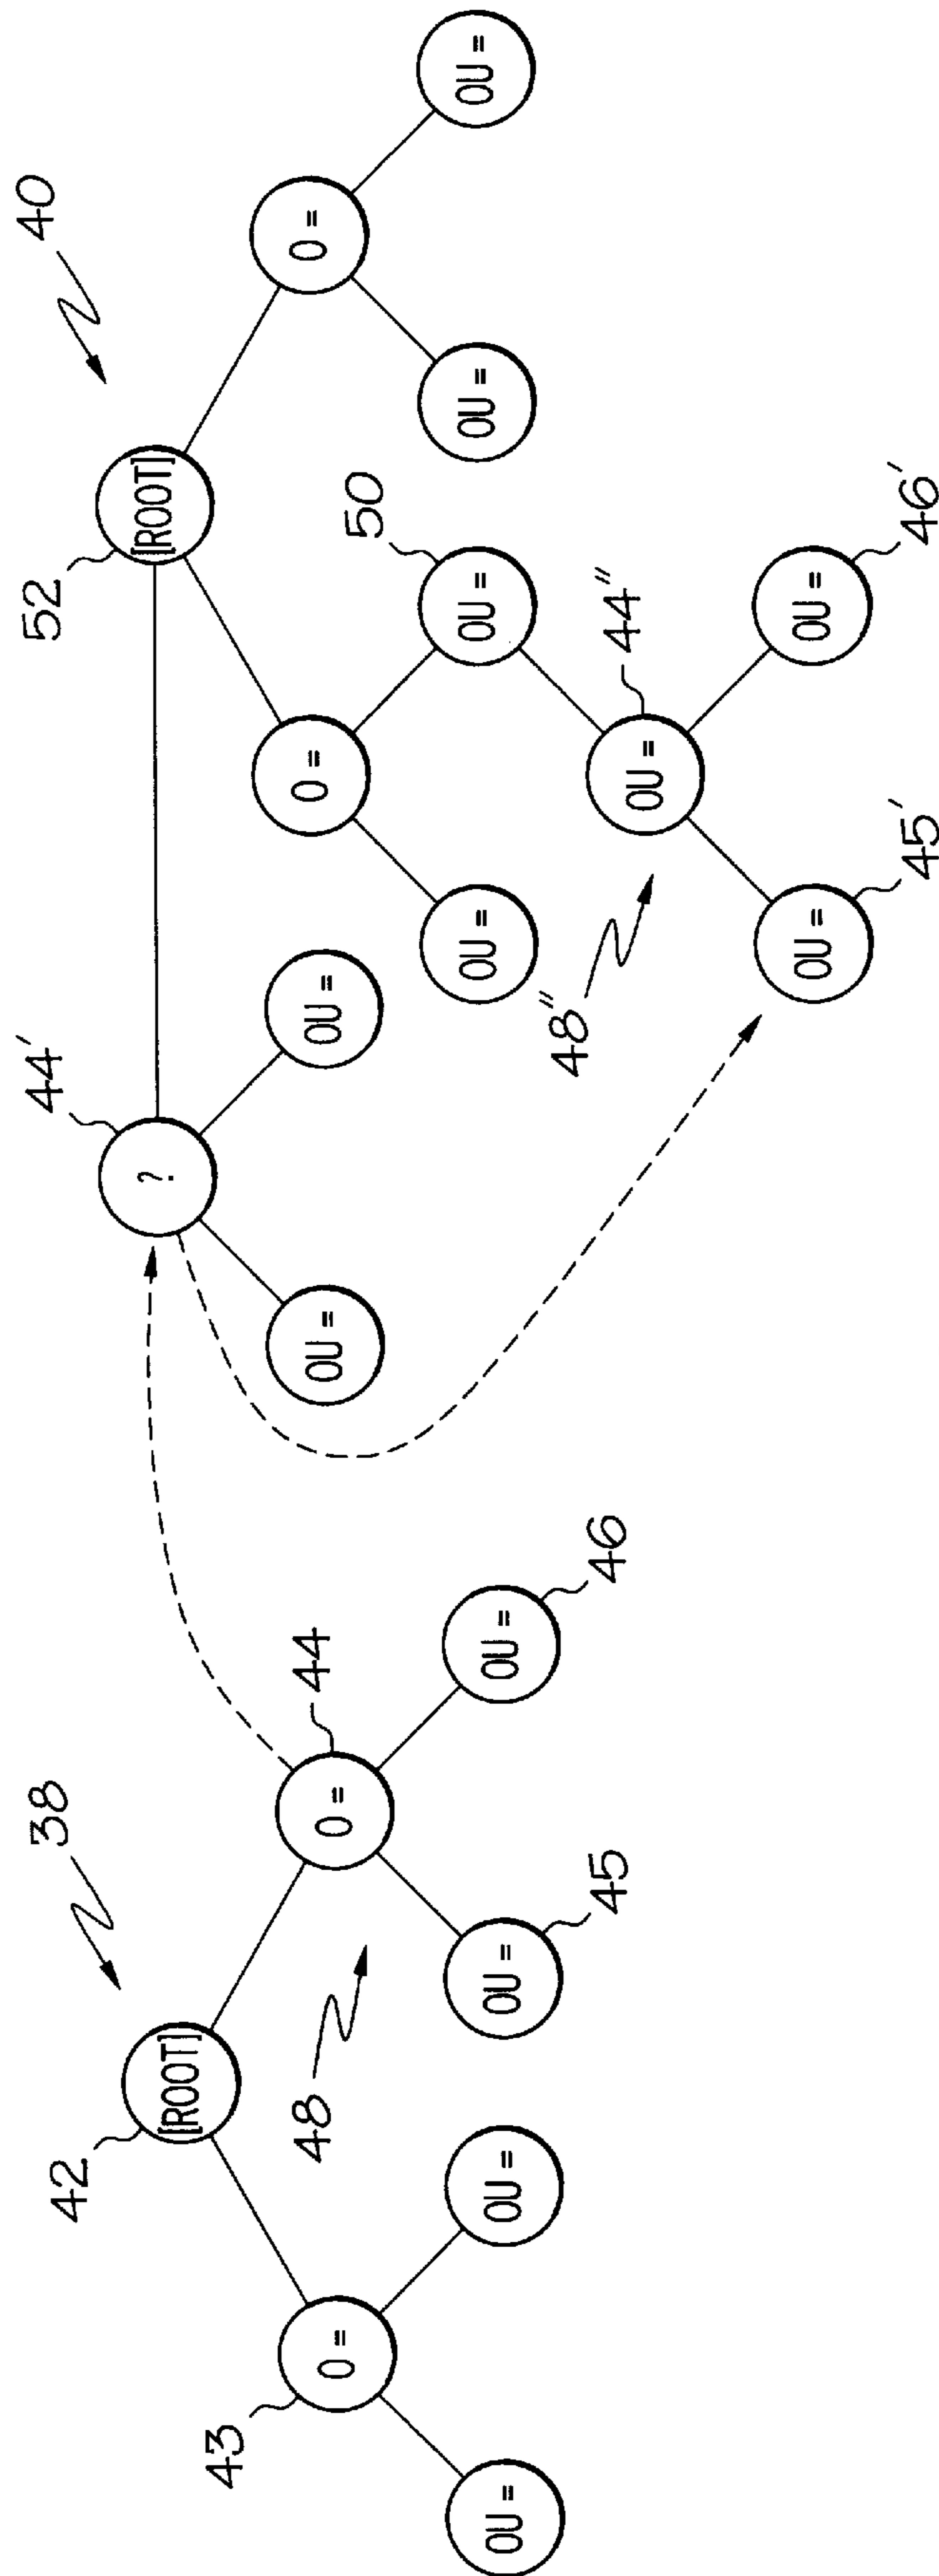 38
42
[ROOT]
43
O =
44
O =
48
OU =
OU =
45
OU =
46
OU =
40
52
[ROOT]
44'
?
OU =
OU =
O =
O =
OU =
50
OU =
OU =
OU =
48"
44"
OU =
45'
OU =
46'
OU =